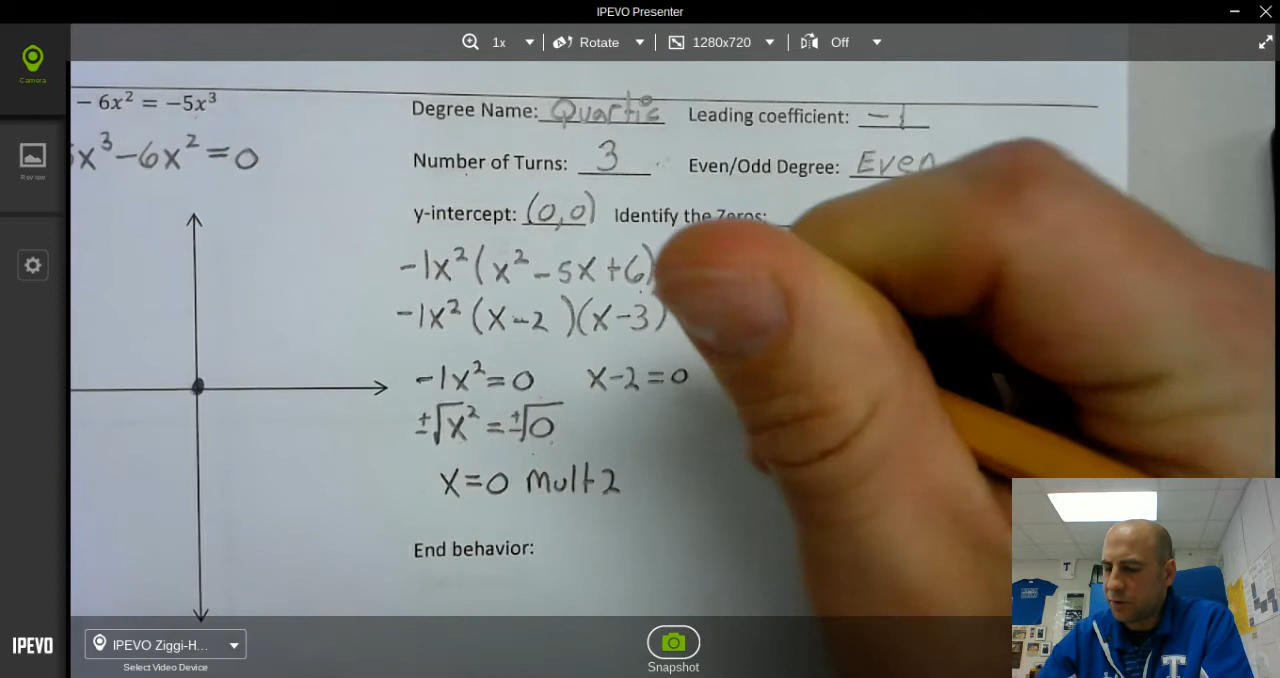 IPEVO Presenter
1x Rotate 1280x720 Off
Camera
Review
- 6x² = -5x³
x³-6x²=0
Degree Name: Quartic Leading coefficient: -1
Number of Turns: 3 Even/Odd Degree: Even
y-intercept: (0,0) Identify the Zeros:
-1x²(x²-5x+6)
-1x²(x-2)(x-3)
-1x²=0 x-2=0
±√x²=±√0
x=0 mult 2
End behavior:
IPEVO
IPEVO Ziggi-H...
Select Video Device
Snapshot
T
T